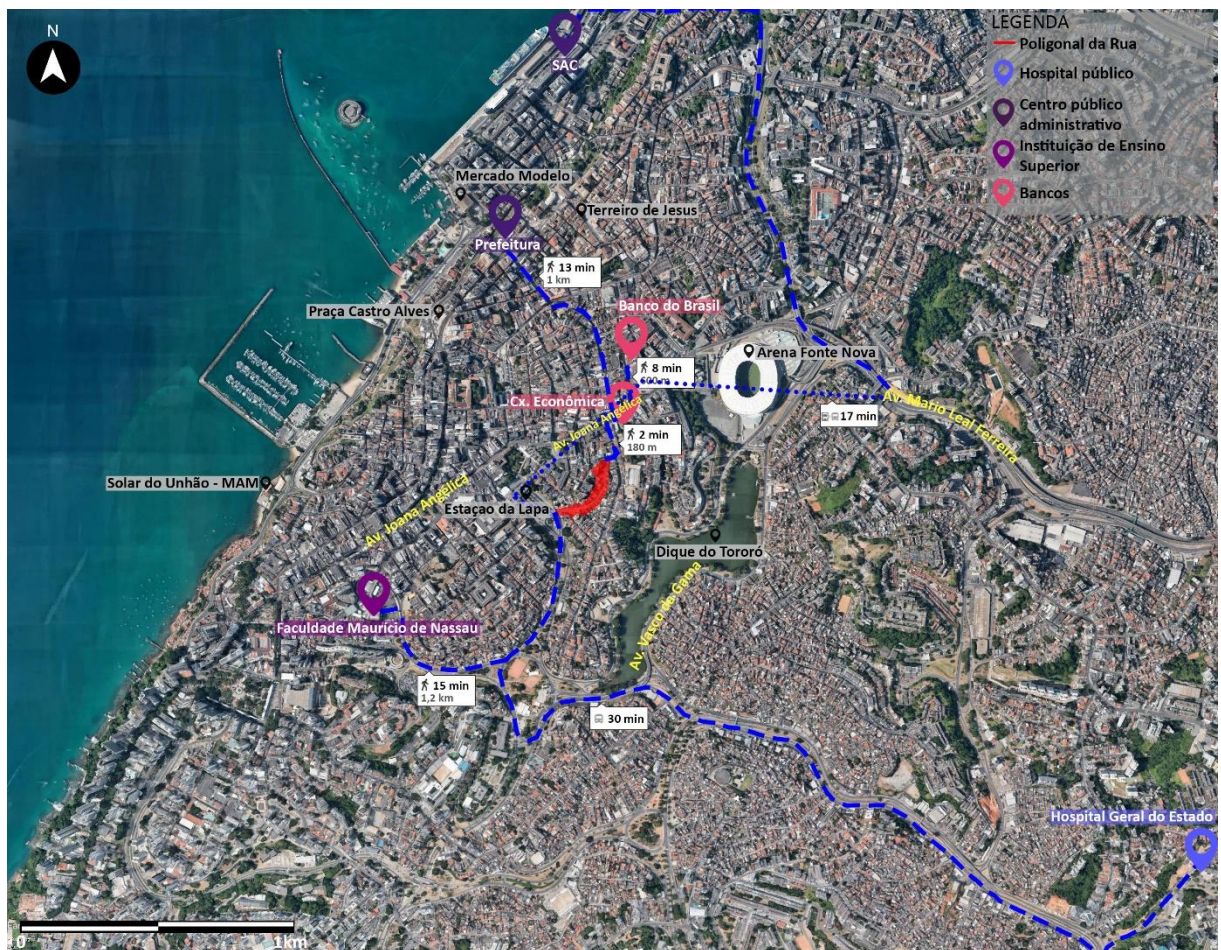 N
LEGENDA
Poligonal da Rua
Hospital público
Centro público
administrativo
Instituição de Ensino
Superior
Bancos
SAC
Mercado Modelo
Terreiro de Jesus
Prefeitura
13 min
1 km
Praça Castro Alves
Banco do Brasil
Arena Fonte Nova
8 min
600 m
Cx. Econômica
Av. Joana Angélica
17 min
Av. Mario Leal Ferreira
2 min
180 m
Solar do Unhão - MAM
Av. Joana Angélica
Estaçao da Lapa
Dique do Tororó
Av. Vasco de Gama
Faculdade Maurício de Nassau
15 min
1,2 km
30 min
Hospital Geral do Estado
0
1km